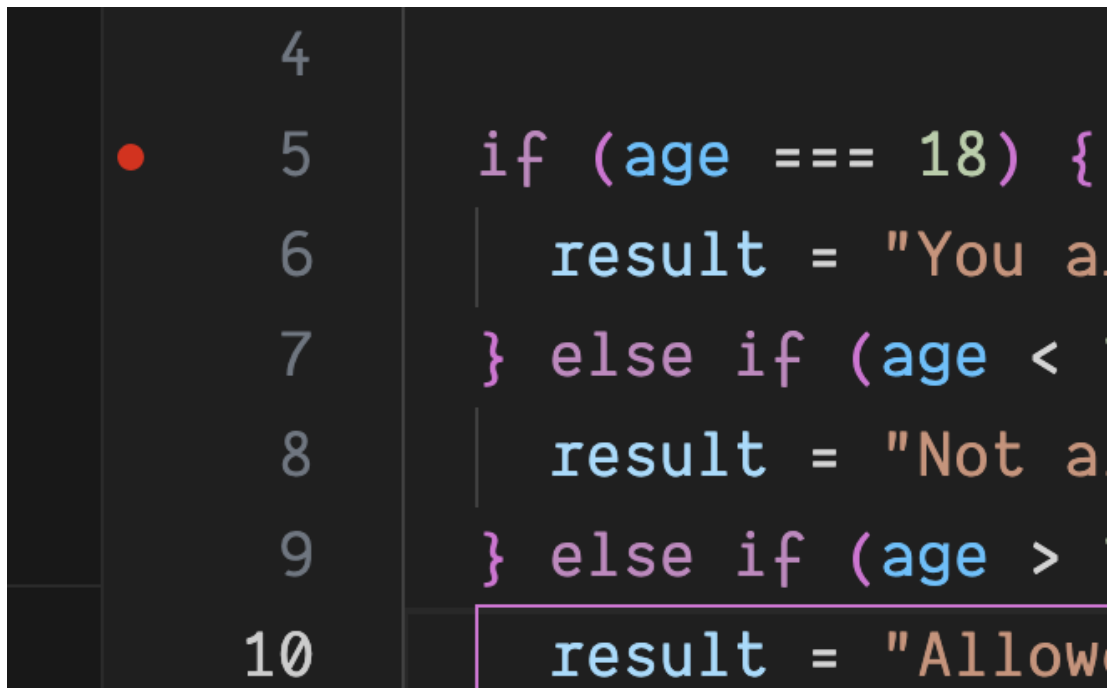 4
5 if (age === 18) {
6 result = "You
7 } else if (age <
8 result = "Not
9 } else if (age >
10 result = "Allow